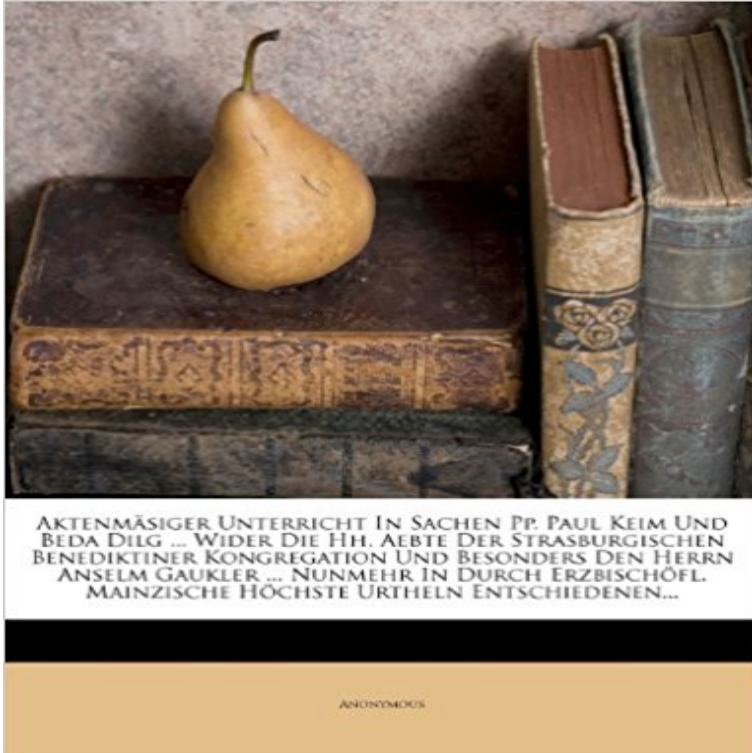 AKTENMÄSIGER UNTERRICHT IN SACHEN PP. PAUL KEIM UND
BEDA DILG ... WIDER DIE HH. AEBTE DER STRASBURGISCHEN
BENEDIKTINER KONGREGATION UND BESONDERS DEN HERRN
ANSELM GAUKLER ... NUNMEHR IN DURCH ERZBISCHÖFL.
MAINZISCHE HÖCHSTE URTHELN ENTSCHIEDENEN...
ANONYMOUS